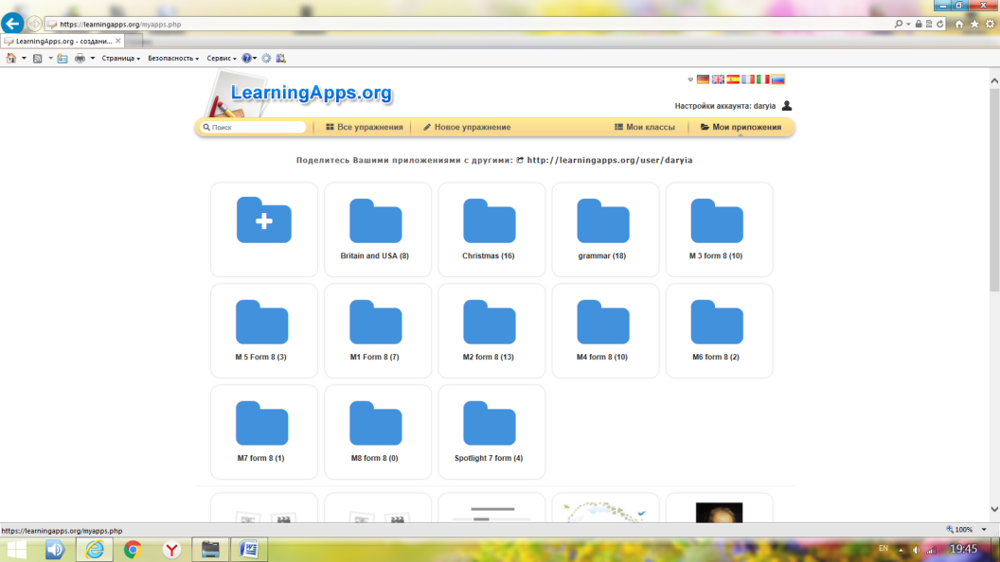 https://learningapps.org/myapps.php
LearningApps.org - создани...
Страница
Безопасность
Сервис
LearningApps.org
Настройки аккаунта: daryia
Поиск
Все упражнения
Новое упражнение
Мои классы
Мои приложения
Поделитесь Вашими приложениями с другими: http://learningapps.org/user/daryia
Britain and USA (8)
Christmas (16)
grammar (18)
M 3 form 8 (10)
M 5 Form 8 (3)
M1 Form 8 (7)
M2 form 8 (13)
M4 form 8 (10)
M6 form 8 (2)
M7 form 8 (1)
M8 form 8 (0)
Spotlight 7 form (4)
https://learningapps.org/myapps.php
100%
EN
19:45